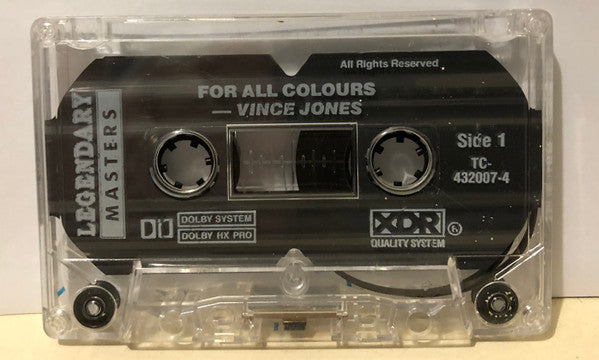 All Rights Reserved
FOR ALL COLOURS
— VINCE JONES
LEGENDARY
MASTERS
Side 1
TC-
432007-4
DOLBY SYSTEM
DOLBY HX PRO
XDR
QUALITY SYSTEM